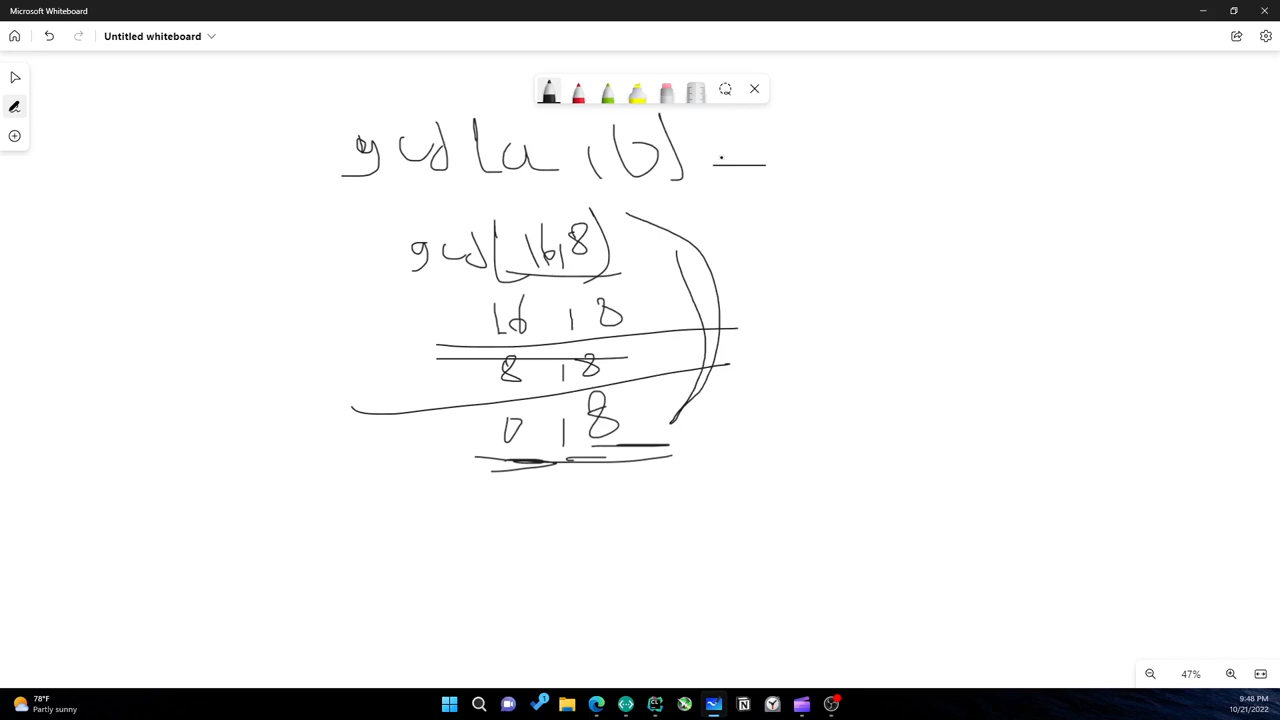 Microsoft Whiteboard
Untitled whiteboard
gcd(a,b)
gcd(16,8)
16,8
8,8
0,8
47%
1
78°F
Partly sunny
9:48 PM
10/21/2022